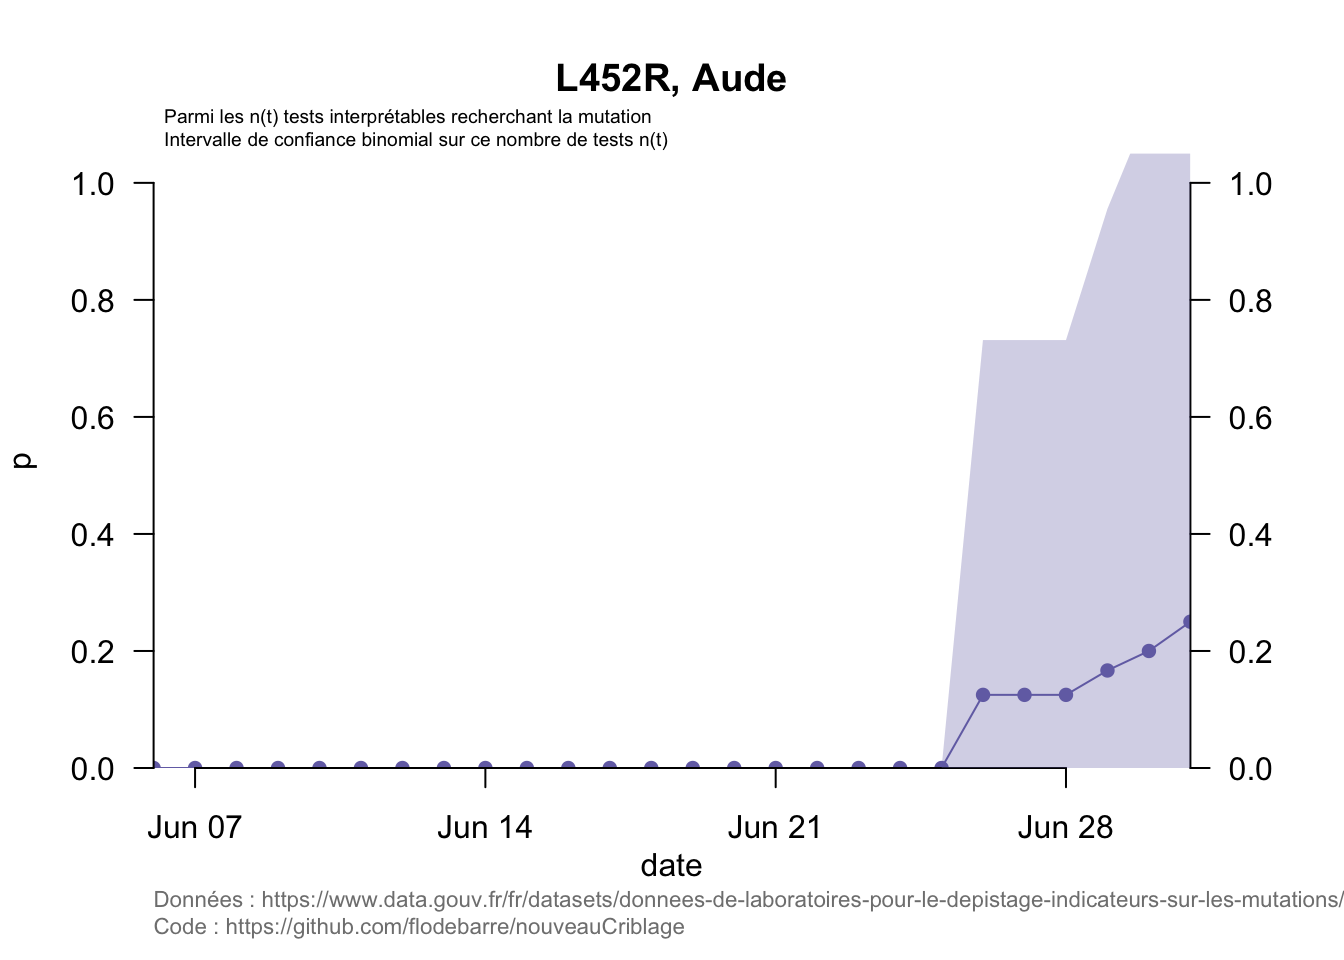 L452R, Aude
Parmi les n(t) tests interprétables recherchant la mutation
Intervalle de confiance binomial sur ce nombre de tests n(t)
1.0 1.0
0.8 0.8
0.6 0.6
p
0.4 0.4
0.2 0.2
0.0 0.0
Jun 07 Jun 14 Jun 21 Jun 28
date
Données : https://www.data.gouv.fr/fr/datasets/donnees-de-laboratoires-pour-le-depistage-indicateurs-sur-les-mutations/
Code : https://github.com/flodebarre/nouveauCriblage